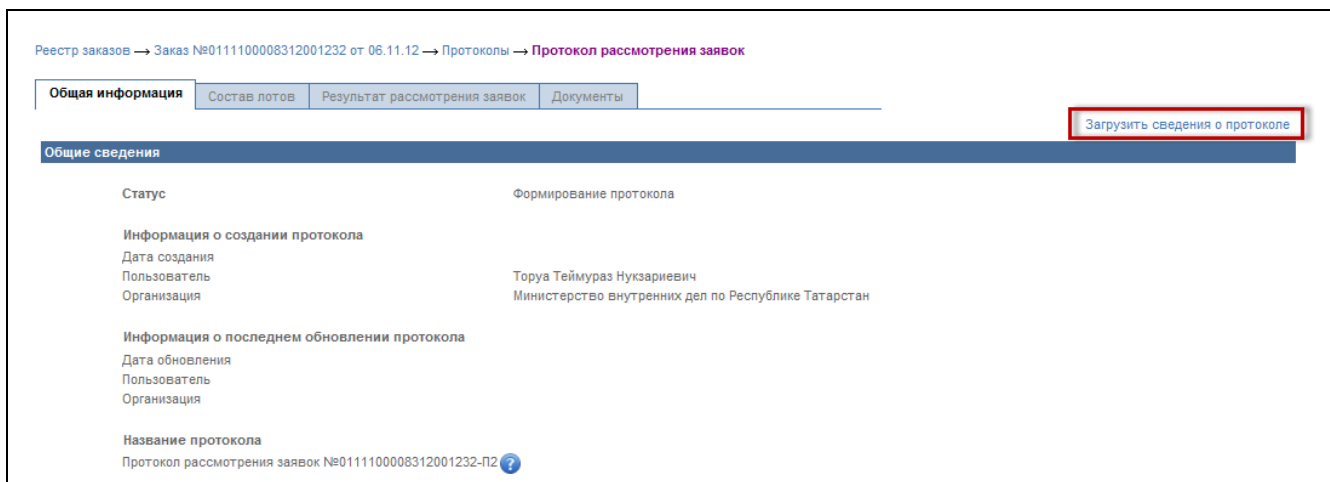 Реестр заказов → Заказ №0111100008312001232 от 06.11.12 → Протоколы → Протокол рассмотрения заявок
Общая информация Состав лотов Результат рассмотрения заявок Документы
Загрузить сведения о протоколе
Общие сведения
Статус Формирование протокола
Информация о создании протокола
Дата создания
Пользователь Торуа Теймураз Нукзариевич
Организация Министерство внутренних дел по Республике Татарстан
Информация о последнем обновлении протокола
Дата обновления
Пользователь
Организация
Название протокола
Протокол рассмотрения заявок №0111100008312001232-П2 ?